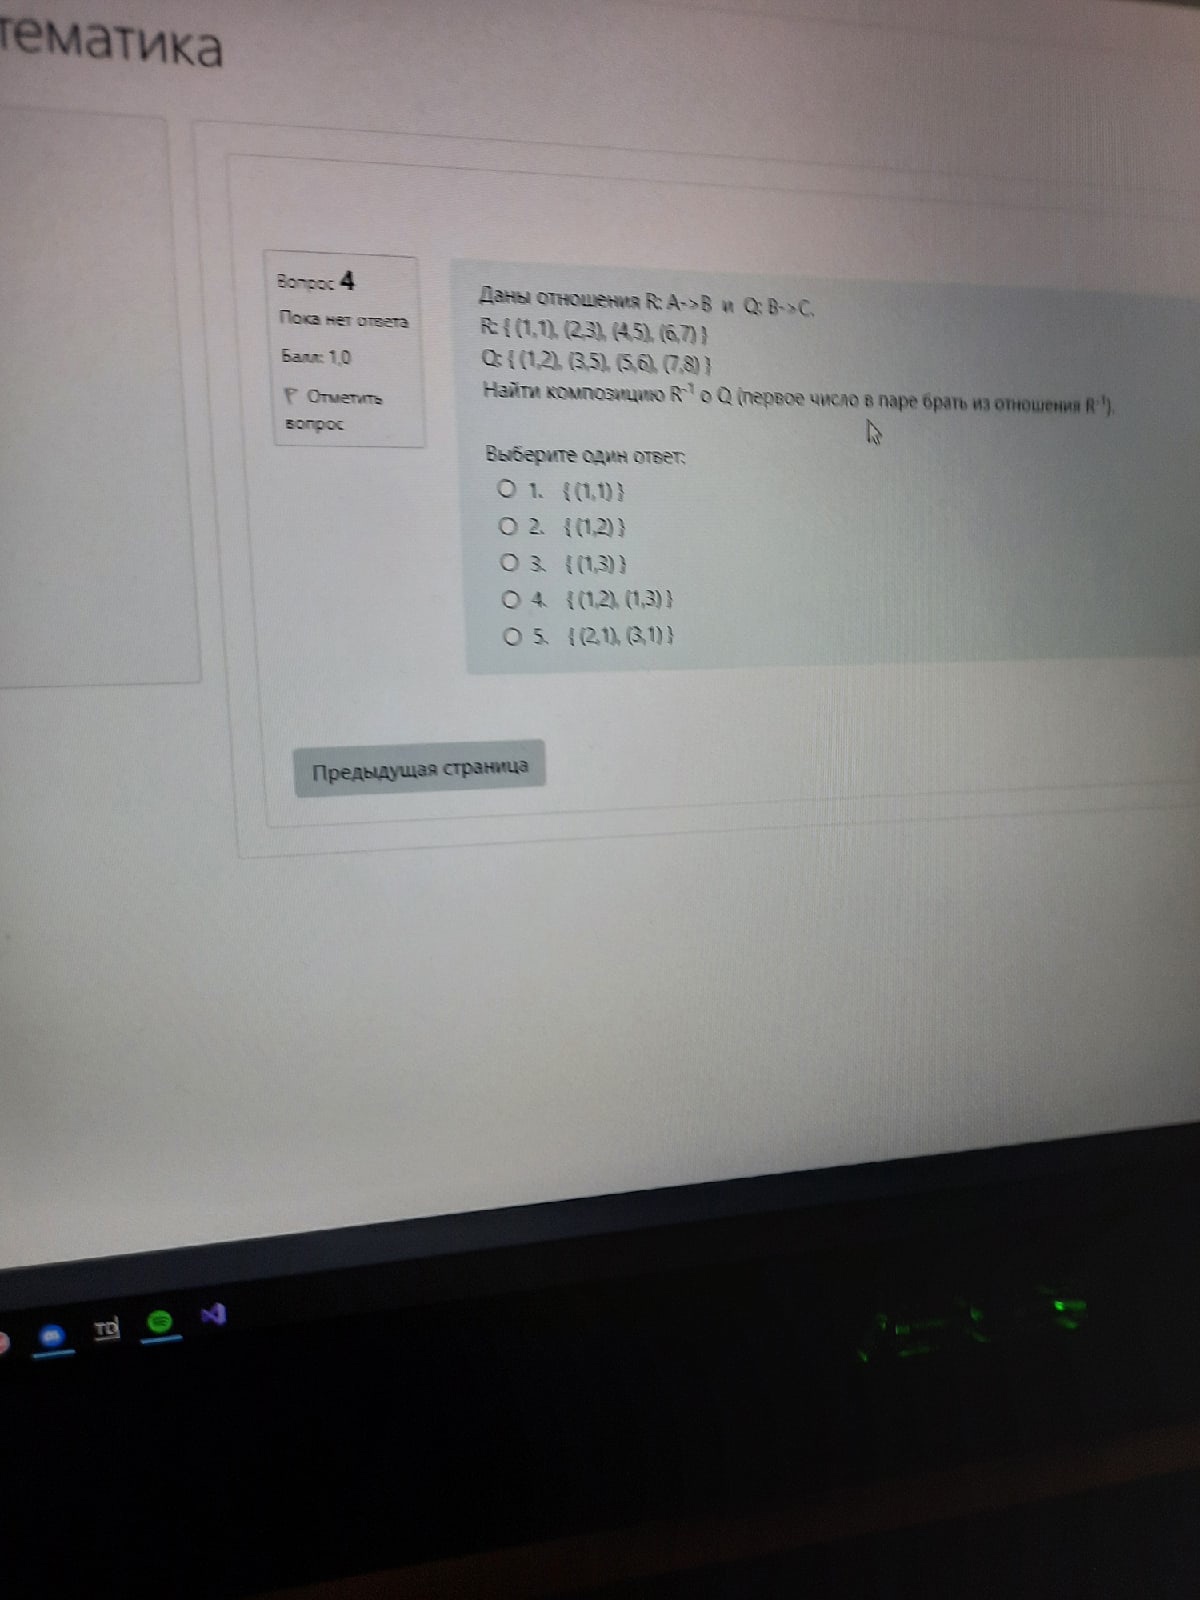 тематика
Вопрос 4
Пока нет ответа
Балл: 1,0
Отметить
вопрос
Даны отношения R: A->B и Q: B->C.
R: { (1,1), (2,3), (4,5), (6,7) }
Q: { (1,2), (3,5), (5,6), (7,8) }
Найти композицию R⁻¹ o Q (первое число в паре брать из отношения R⁻¹).
Выберите один ответ:
1. { (1,1) }
2. { (1,2) }
3. { (1,3) }
4. { (1,2), (1,3) }
5. { (2,1), (3,1) }
Предыдущая страница
TD